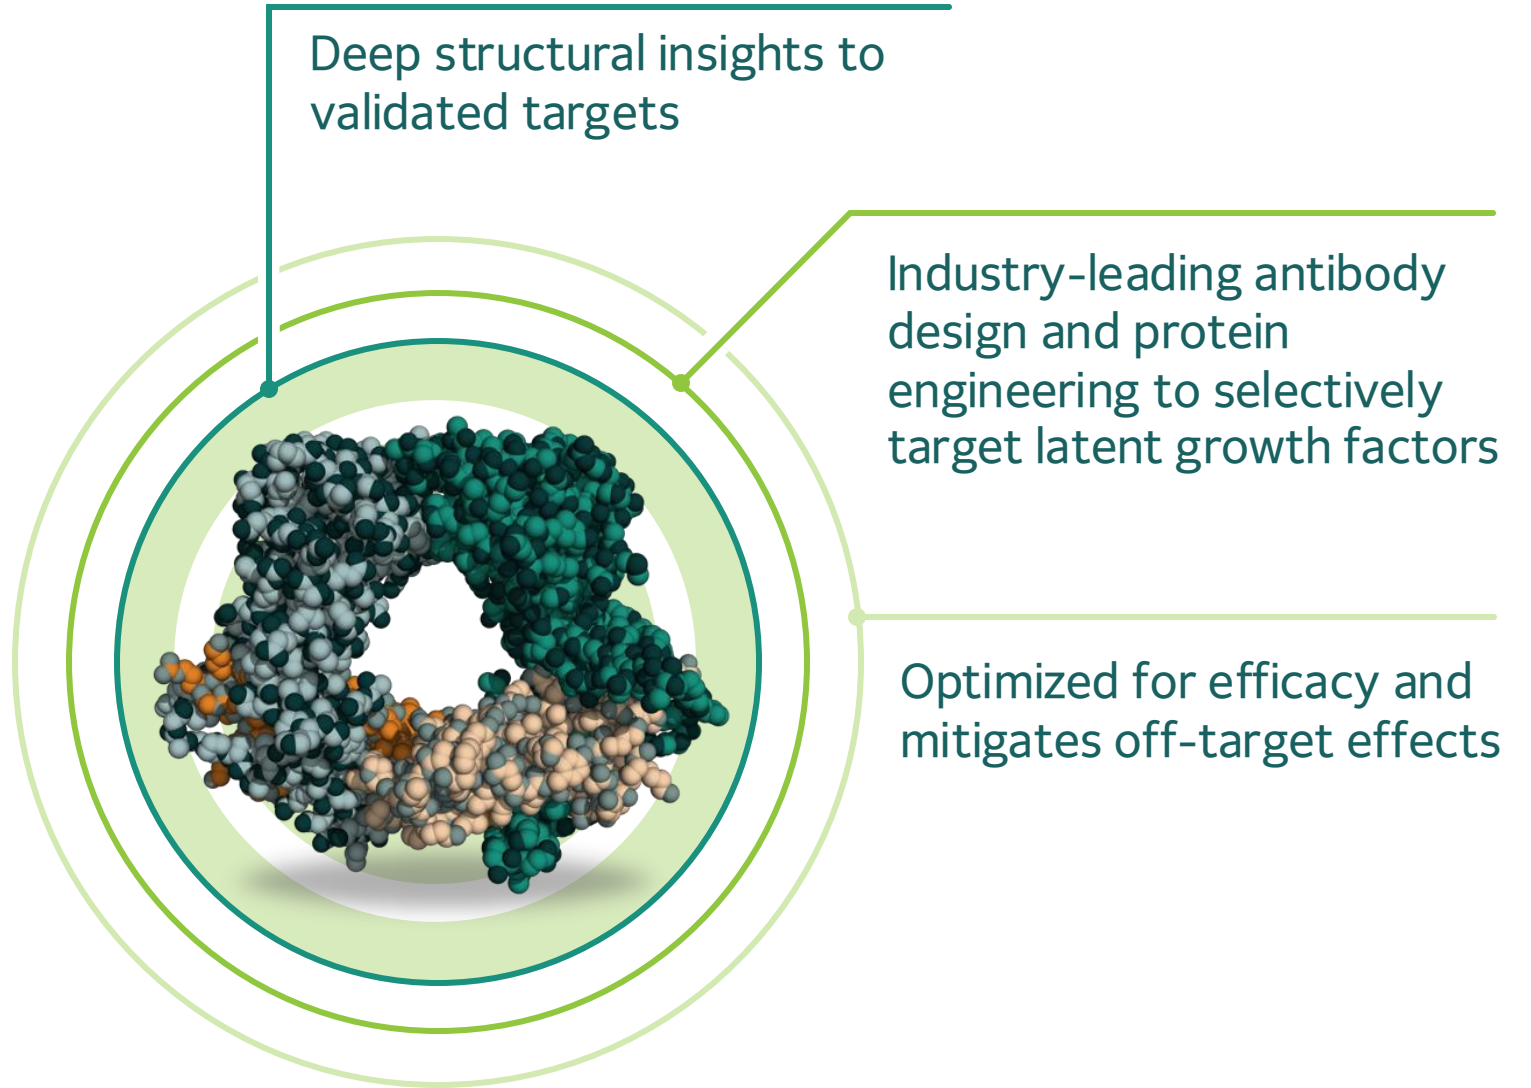 Deep structural insights to
validated targets
Industry-leading antibody
design and protein
engineering to selectively
target latent growth factors
Optimized for efficacy and
mitigates off-target effects